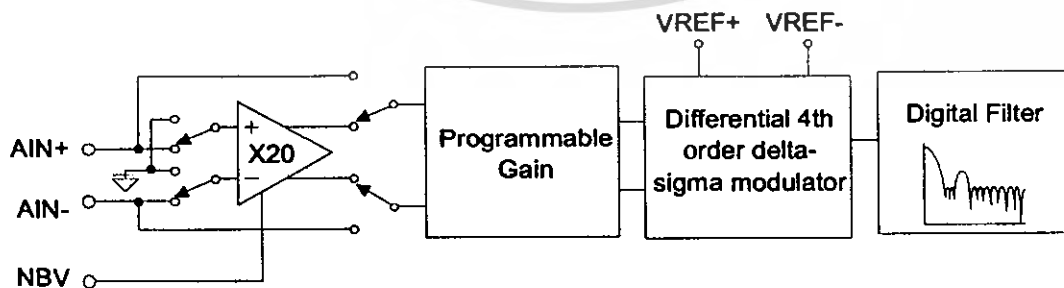 VREF+ VREF-
AIN+
AIN-
NBV
+
X20
−
Programmable
Gain
Differential 4th
order delta-
sigma modulator
Digital Filter